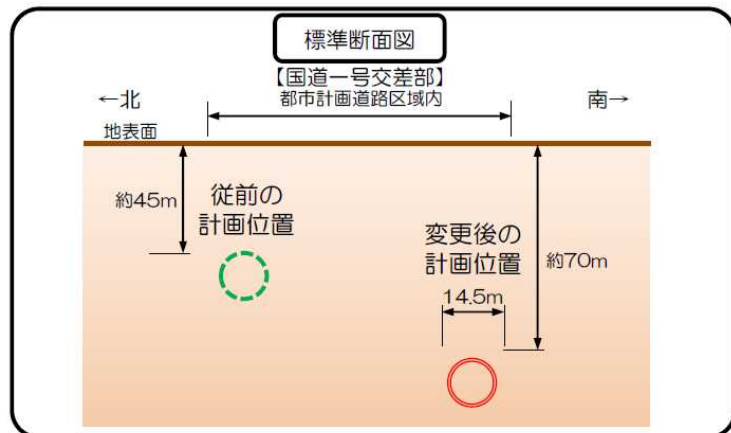 標準断面図
【国道一号交差部】
都市計画道路区域内
←北
南→
地表面
約45m
従前の
計画位置
変更後の
計画位置
14.5m
約70m